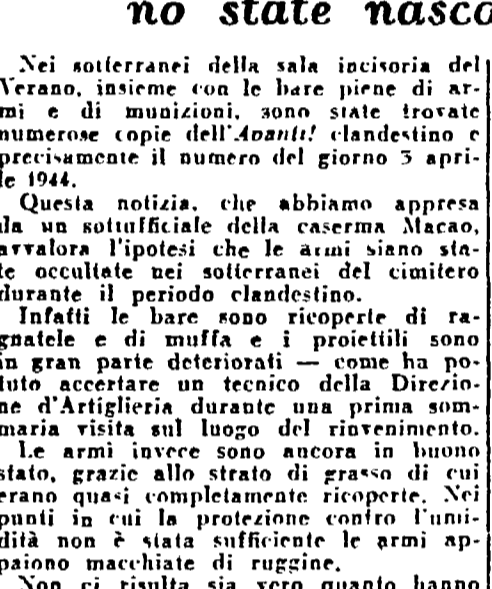 no state nasco
Nei sotterranei della sala incisoria del
Verano, insieme con le bare piene di ar-
mi e di munizioni, sono state trovate
numerose copie dell'Avanti! clandestino e
precisamente il numero del giorno 3 apri-
le 1944.
Questa notizia, che abbiamo appresa
da un sottufficiale della caserma Macao,
avvalora l'ipotesi che le armi siano sta-
te occultate nei sotterranei del cimitero
durante il periodo clandestino.
Infatti le bare sono ricoperte di ra-
gnatele e di muffa e i proiettili sono
in gran parte deteriorati — come ha po-
tuto accertare un tecnico della Direzio-
ne d'Artiglieria durante una prima som-
maria visita sul luogo del rinvenimento.
Le armi invece sono ancora in buono
stato, grazie allo strato di grasso di cui
erano quasi completamente ricoperte. Nei
punti in cui la protezione contro l'umi-
dità non è stata sufficiente le armi ap-
paiono macchiate di ruggine.
Non ci risulta sia vero quanto hanno